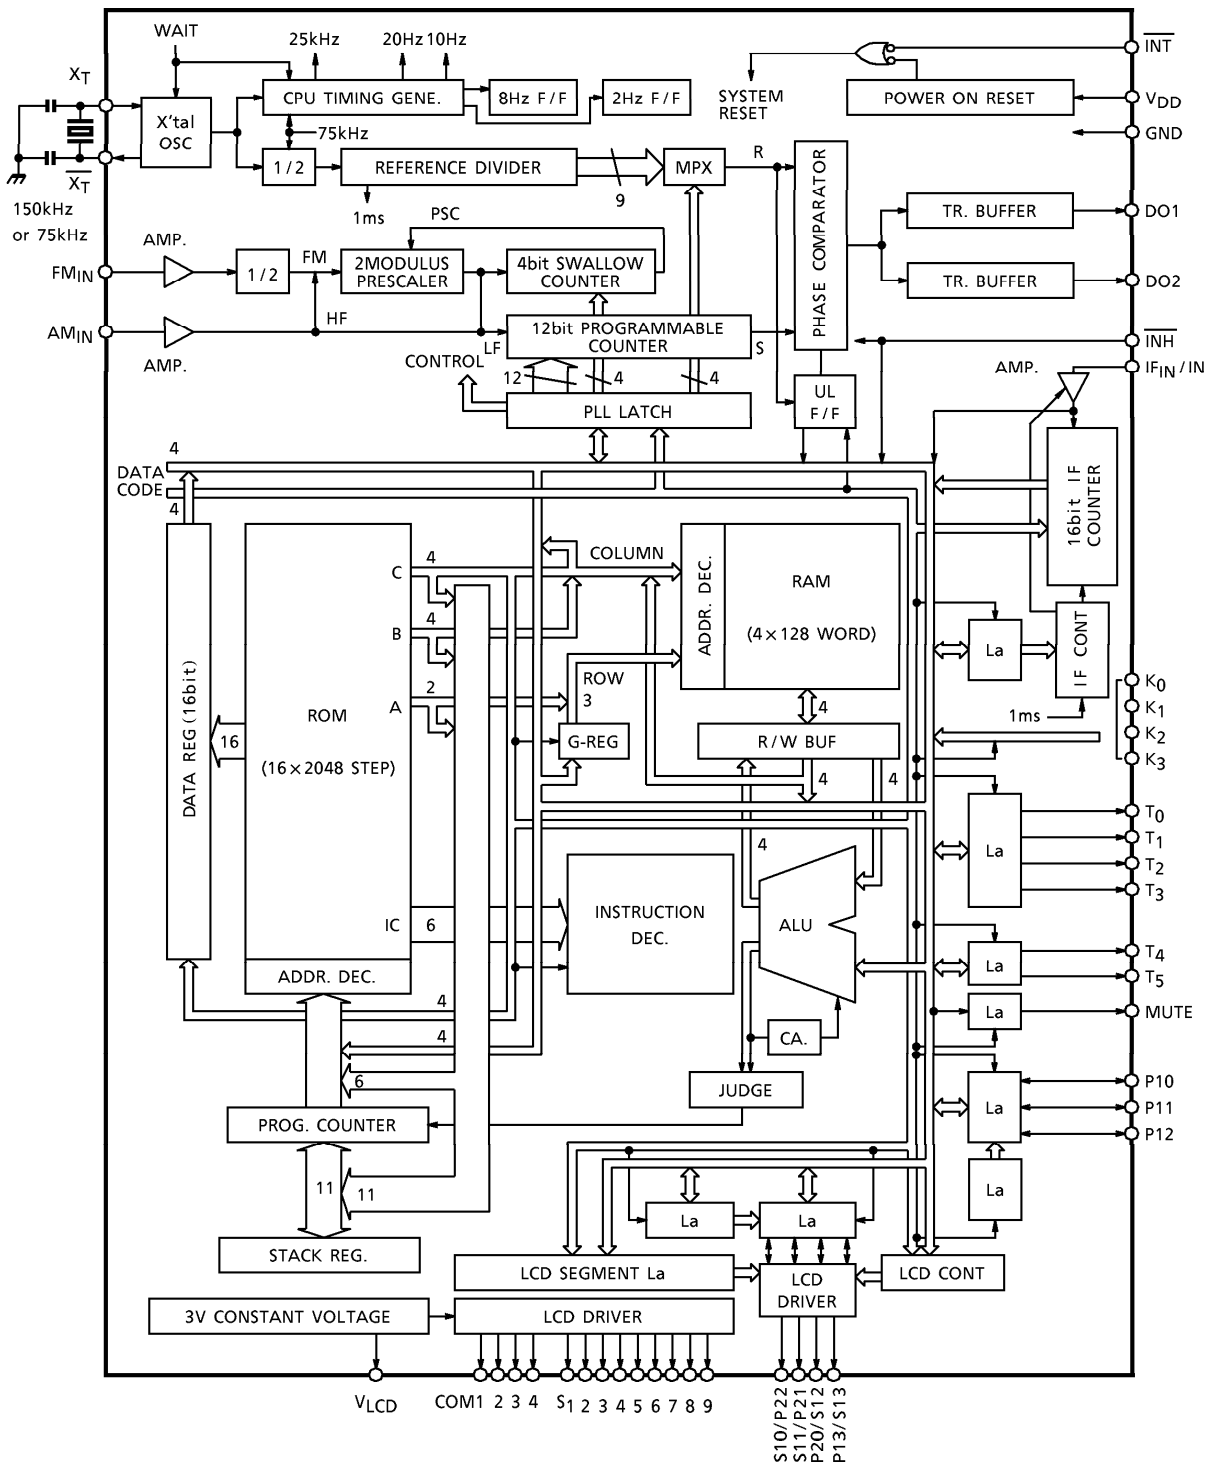 WAIT
25kHz
20Hz 10Hz
INT
XT
CPU TIMING GENE.
8Hz F/F
2Hz F/F
SYSTEM
RESET
POWER ON RESET
VDD
GND
X'tal
OSC
75kHz
1/2
REFERENCE DIVIDER
MPX
R
9
1ms
XT
150kHz
or 75kHz
PSC
PHASE COMPARATOR
TR. BUFFER
DO1
AMP.
FMIN
1/2
FM
2MODULUS
PRESCALER
4bit SWALLOW
COUNTER
TR. BUFFER
DO2
AMIN
HF
LF
12bit PROGRAMMABLE
COUNTER
S
INH
AMP.
CONTROL
12
4
4
AMP.
IFIN/IN
PLL LATCH
UL
F/F
DATA
4
CODE
4
16bit IF
COUNTER
DATA REG (16bit)
16
ROM
(16×2048 STEP)
C
4
B
4
A
2
COLUMN
ADDR. DEC.
RAM
(4×128 WORD)
ROW
3
G-REG
4
R/W BUF
4
4
La
IF CONT
1ms
K0
K1
K2
K3
La
T0
T1
T2
T3
4
IC
6
INSTRUCTION
DEC.
ALU
La
T4
T5
ADDR. DEC.
4
4
6
CA.
La
MUTE
JUDGE
La
P10
P11
P12
PROG. COUNTER
11
11
La
STACK REG.
La
La
LCD SEGMENT La
LCD
DRIVER
LCD CONT
3V CONSTANT VOLTAGE
LCD DRIVER
VLCD
COM1 2 3 4
S1 2 3 4 5 6 7 8 9
S10/P22
S11/P21
P20/S12
P13/S13